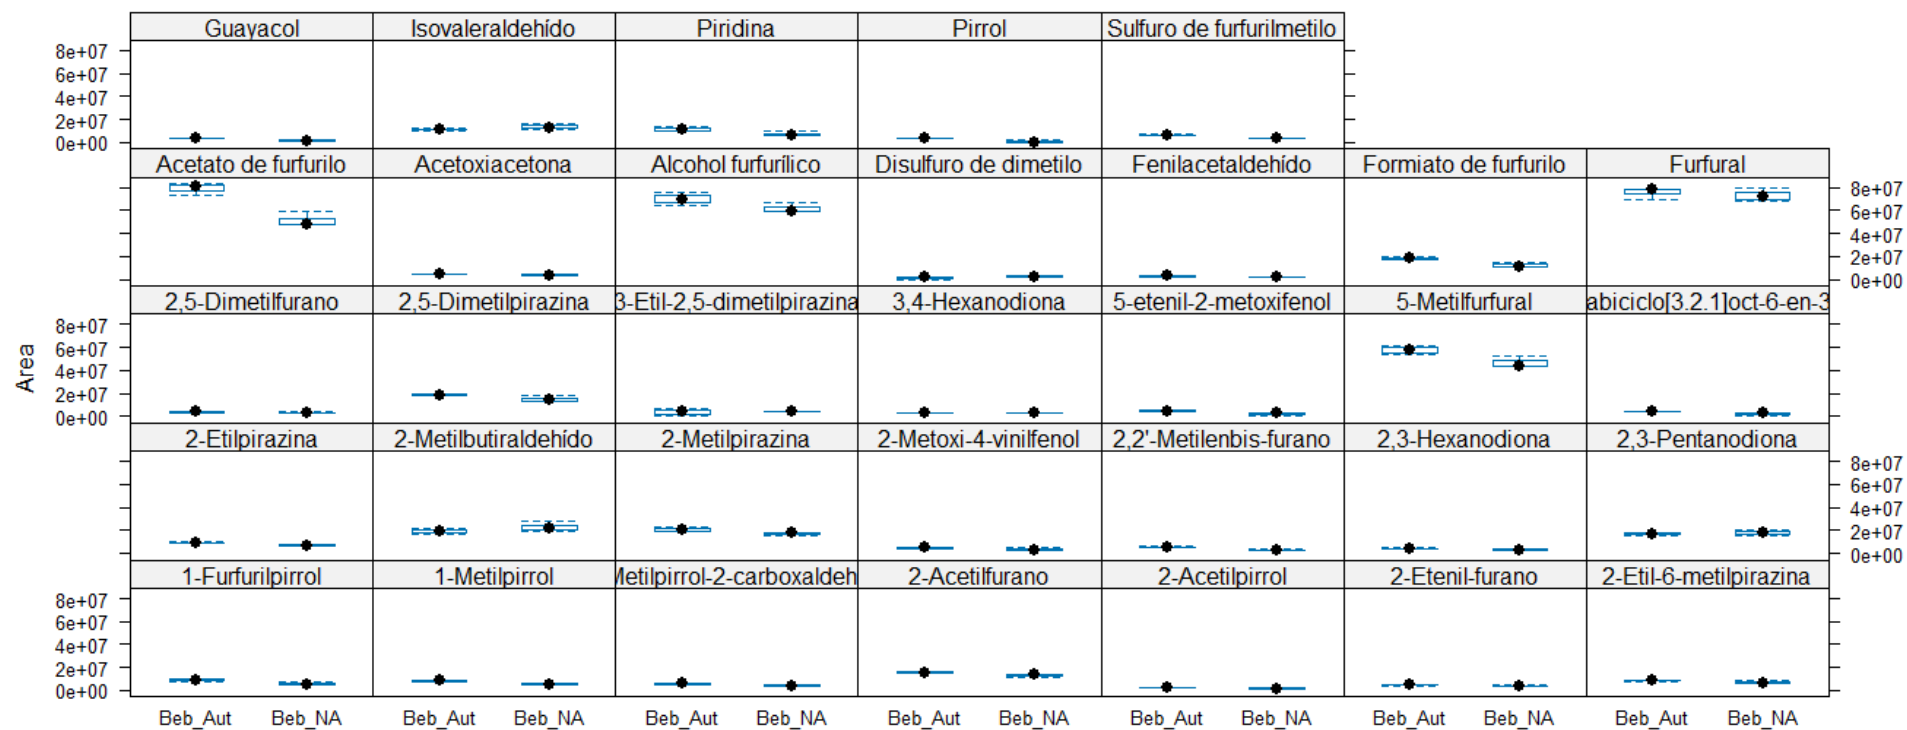 Guayacol Isovaleraldehído Piridina Pirrol Sulfuro de furfurilmetilo
8e+07
6e+07
4e+07
2e+07
0e+00
Acetato de furfurilo Acetoxiacetona Alcohol furfurílico Disulfuro de dimetilo Fenilacetaldehído Formiato de furfurilo Furfural
8e+07
6e+07
4e+07
2e+07
0e+00
2,5-Dimetilfurano 2,5-Dimetilpirazina 3-Etil-2,5-dimetilpirazina 3,4-Hexanodiona 5-etenil-2-metoxifenol 5-Metilfurfural abiciclo[3.2.1]oct-6-en-3
8e+07
6e+07
4e+07
2e+07
0e+00
Area
2-Etilpirazina 2-Metilbutiraldehído 2-Metilpirazina 2-Metoxi-4-vinilfenol 2,2'-Metilenbis-furano 2,3-Hexanodiona 2,3-Pentanodiona
8e+07
6e+07
4e+07
2e+07
0e+00
1-Furfurilpirrol 1-Metilpirrol Metilpirrol-2-carboxaldeh 2-Acetilfurano 2-Acetilpirrol 2-Etenil-furano 2-Etil-6-metilpirazina
8e+07
6e+07
4e+07
2e+07
0e+00
Beb_Aut Beb_NA Beb_Aut Beb_NA Beb_Aut Beb_NA Beb_Aut Beb_NA Beb_Aut Beb_NA Beb_Aut Beb_NA Beb_Aut Beb_NA